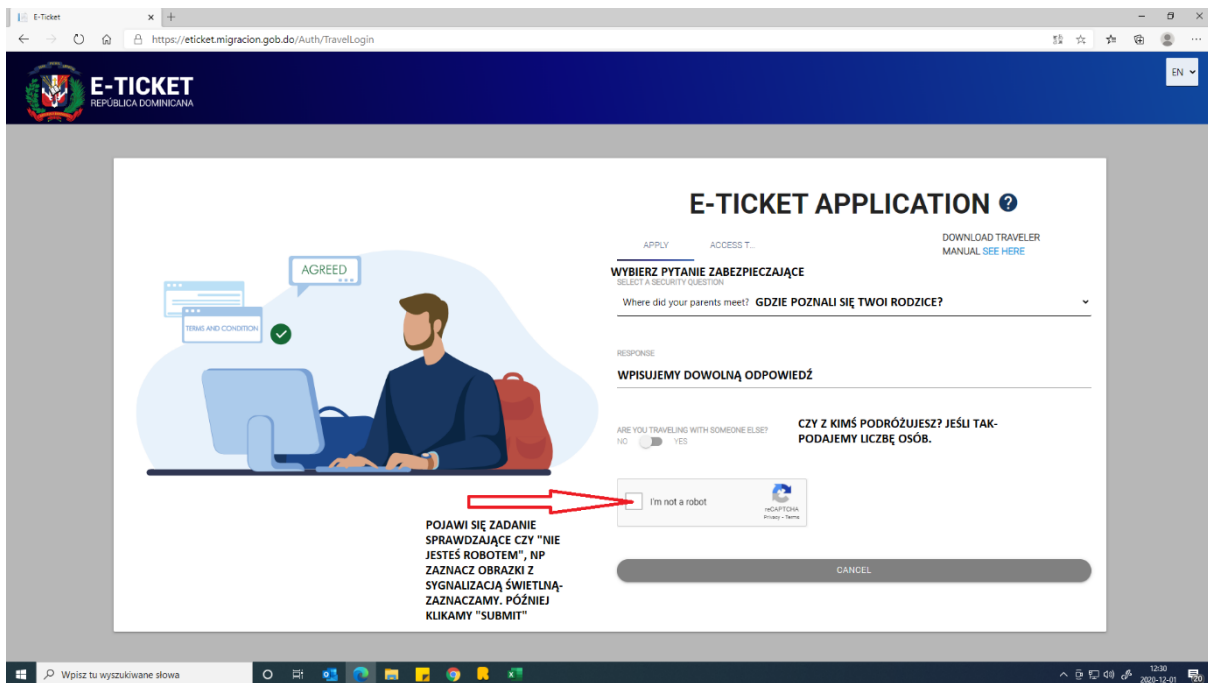 E-Ticket
https://eticket.migracion.gob.do/Auth/TravelLogin
E-TICKET
REPÚBLICA DOMINICANA
EN
E-TICKET APPLICATION ?
APPLY ACCESS T...
DOWNLOAD TRAVELER
MANUAL SEE HERE
WYBIERZ PYTANIE ZABEZPIECZAJĄCE
SELECT A SECURITY QUESTION
Where did your parents meet? GDZIE POZNALI SIĘ TWOI RODZICE?
RESPONSE
WPISUJEMY DOWOLNĄ ODPOWIEDŹ
ARE YOU TRAVELING WITH SOMEONE ELSE?
NO YES
CZY Z KIMŚ PODRÓŻUJESZ? JEŚLI TAK-
PODAJEMY LICZBĘ OSÓB.
I'm not a robot
reCAPTCHA
Privacy - Terms
CANCEL
AGREED
TERMS AND CONDITION
POJAWI SIĘ ZADANIE
SPRAWDZAJĄCE CZY "NIE
JESTEŚ ROBOTEM", NP
ZAZNACZ OBRAZKI Z
SYGNALIZACJĄ ŚWIETLNĄ-
ZAZNACZAMY. PÓŹNIEJ
KLIKAMY "SUBMIT"
Wpisz tu wyszukiwane słowa
12:30
2020-12-01